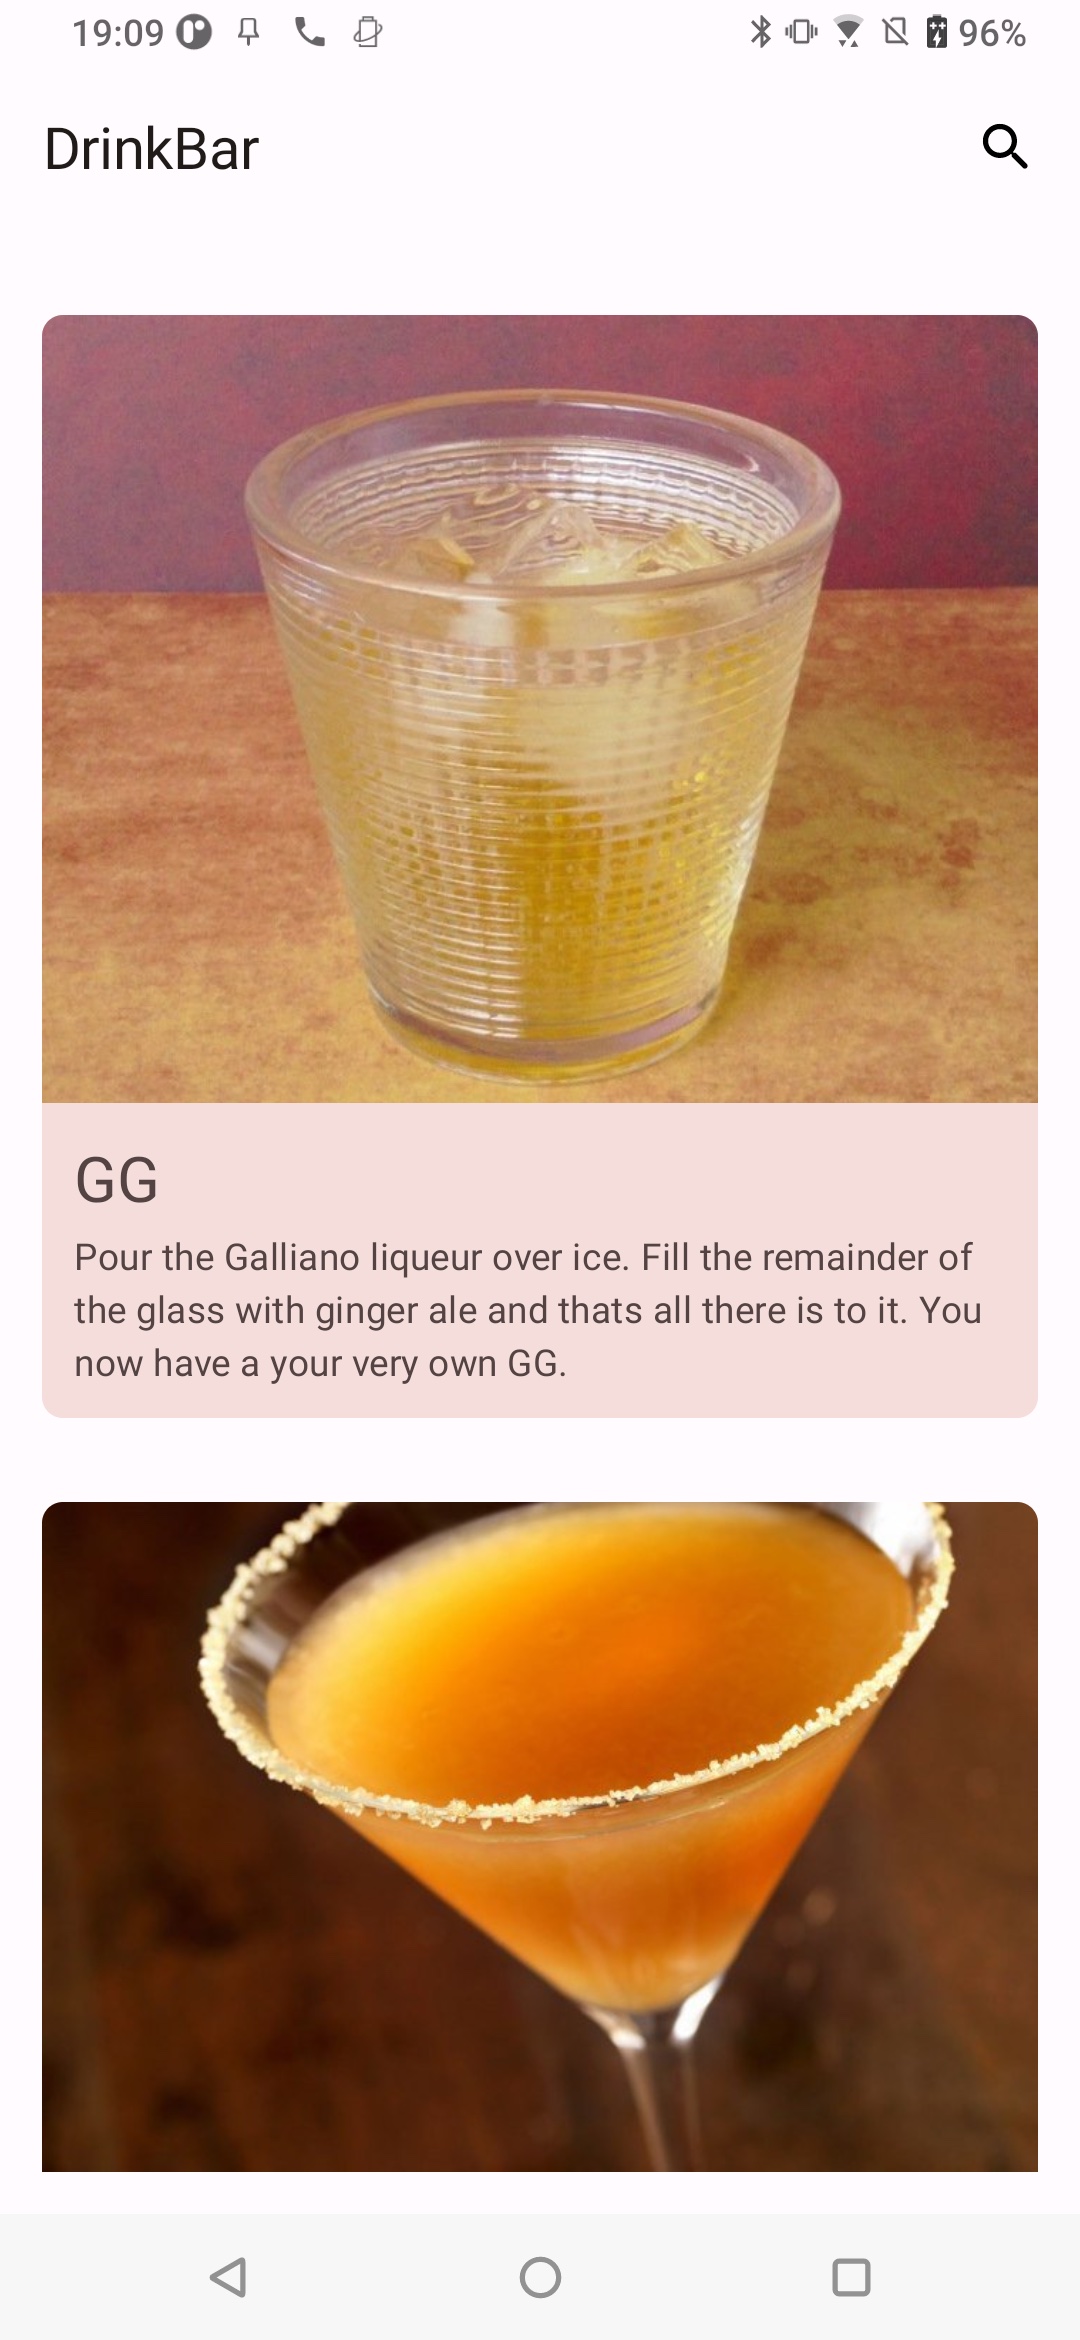 19:09
96%
DrinkBar
GG
Pour the Galliano liqueur over ice. Fill the remainder of
the glass with ginger ale and thats all there is to it. You
now have a your very own GG.